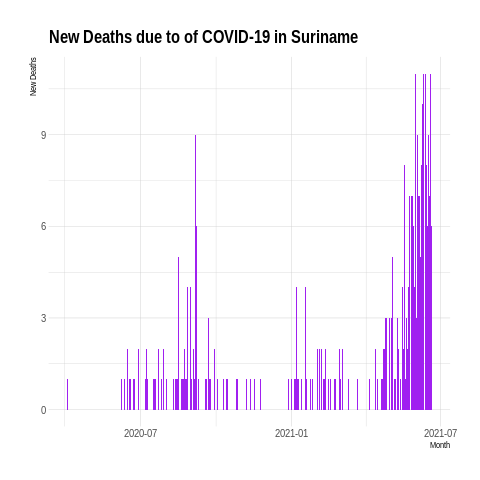 New Deaths due to of COVID-19 in Suriname
New Deaths
9
6
3
0
2020-07
2021-01
2021-07
Month